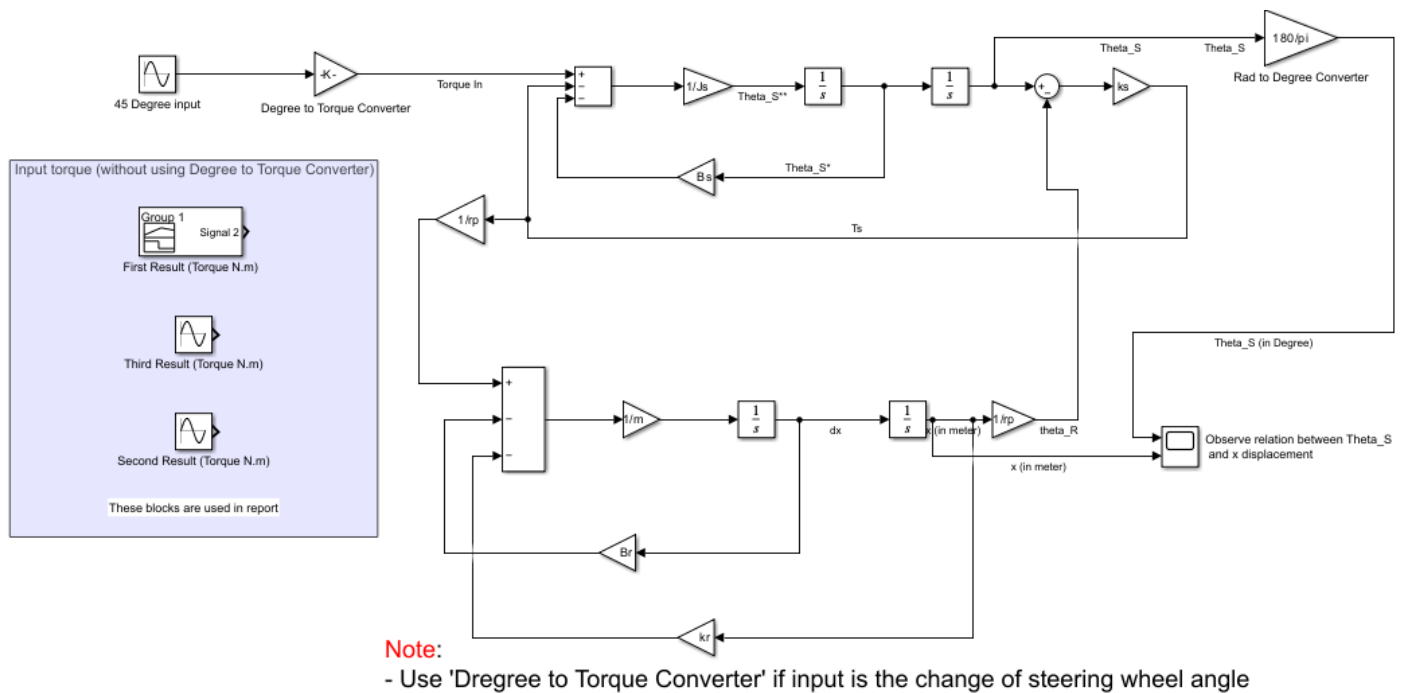 180/pi
Theta_S
Theta_S
Rad to Degree Converter
-K-
45 Degree input
Degree to Torque Converter
Torque In
+
−
−
1/Js
Theta_S**
1
s
1
s
+
−
ks
Bs
Theta_S*
Input torque (without using Degree to Torque Converter)
Group 1
Signal 2
First Result (Torque N.m)
1/rp
Ts
Third Result (Torque N.m)
Theta_S (in Degree)
Second Result (Torque N.m)
These blocks are used in report
+
−
−
1/m
1
s
dx
1
s
x (in meter)
1/rp
theta_R
x (in meter)
Observe relation between Theta_S
and x displacement
Br
kr
Note:
- Use 'Dregree to Torque Converter' if input is the change of steering wheel angle